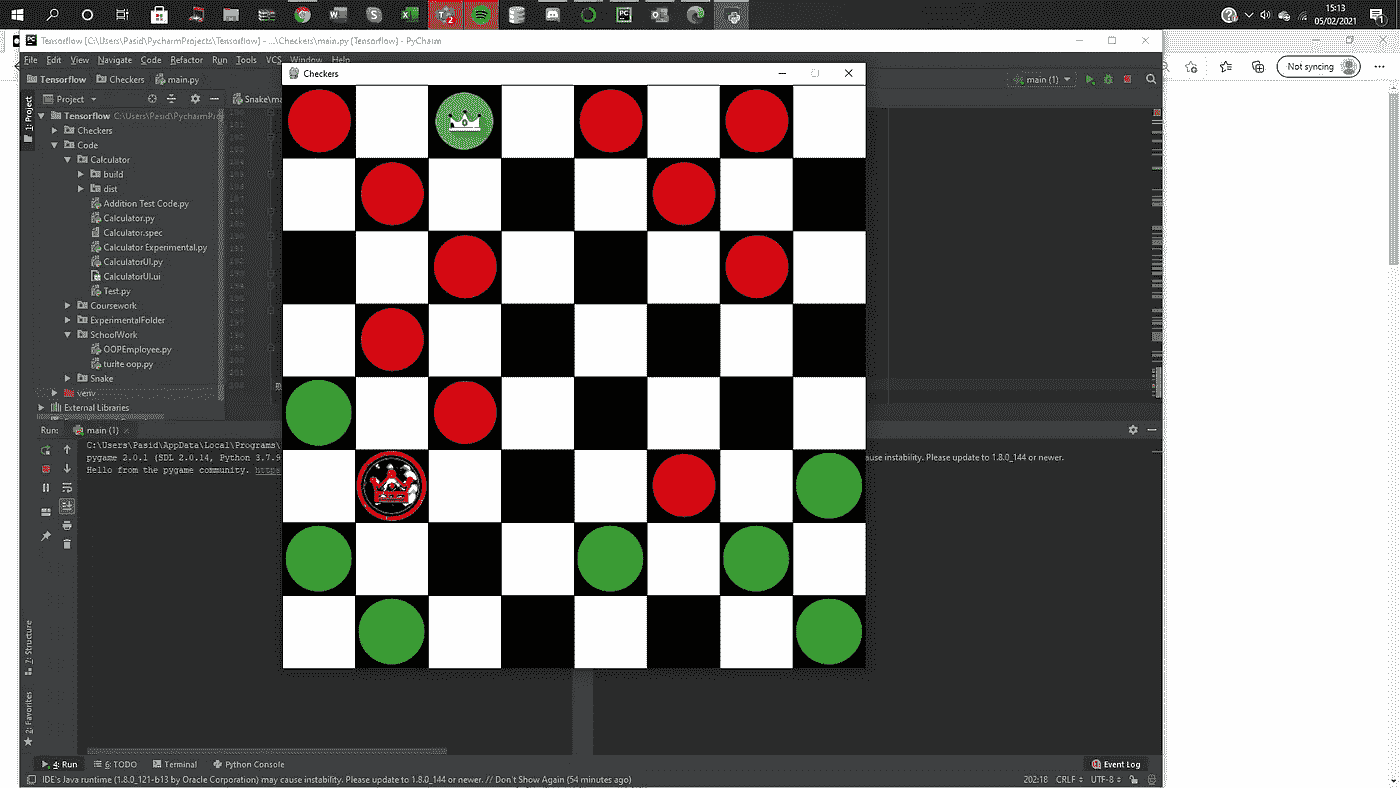 15:13
05/02/2021
Tensorflow [C:\Users\Pasid\PycharmProjects\Tensorflow] - ...\Checkers\main.py [Tensorflow] - PyCharm
File Edit View Navigate Code Refactor Run Tools VCS Window Help
Tensorflow Checkers main.py
main (1)
Not syncing
Checkers
1: Project
Project
Snake\ma
Tensorflow C:\Users\Pasid\PycharmPro
Checkers
Code
Calculator
build
dist
Addition Test Code.py
Calculator.py
Calculator.spec
Calculator Experimental.py
CalculatorUI.py
CalculatorUI.ui
Test.py
Coursework
ExperimentalFolder
SchoolWork
OOPEmployee.py
turtle oop.py
Snake
venv
External Libraries
Run: main (1)
C:\Users\Pasid\AppData\Local\Programs\
pygame 2.0.1 (SDL 2.0.14, Python 3.7.9
Hello from the pygame community. https
ause instability. Please update to 1.8.0_144 or newer.
7: Structure
2: Favorites
4: Run 6: TODO Terminal Python Console
Event Log
IDE's Java runtime (1.8.0_121-b13 by Oracle Corporation) may cause instability. Please update to 1.8.0_144 or newer. // Don't Show Again (54 minutes ago)
202:18 CRLF UTF-8